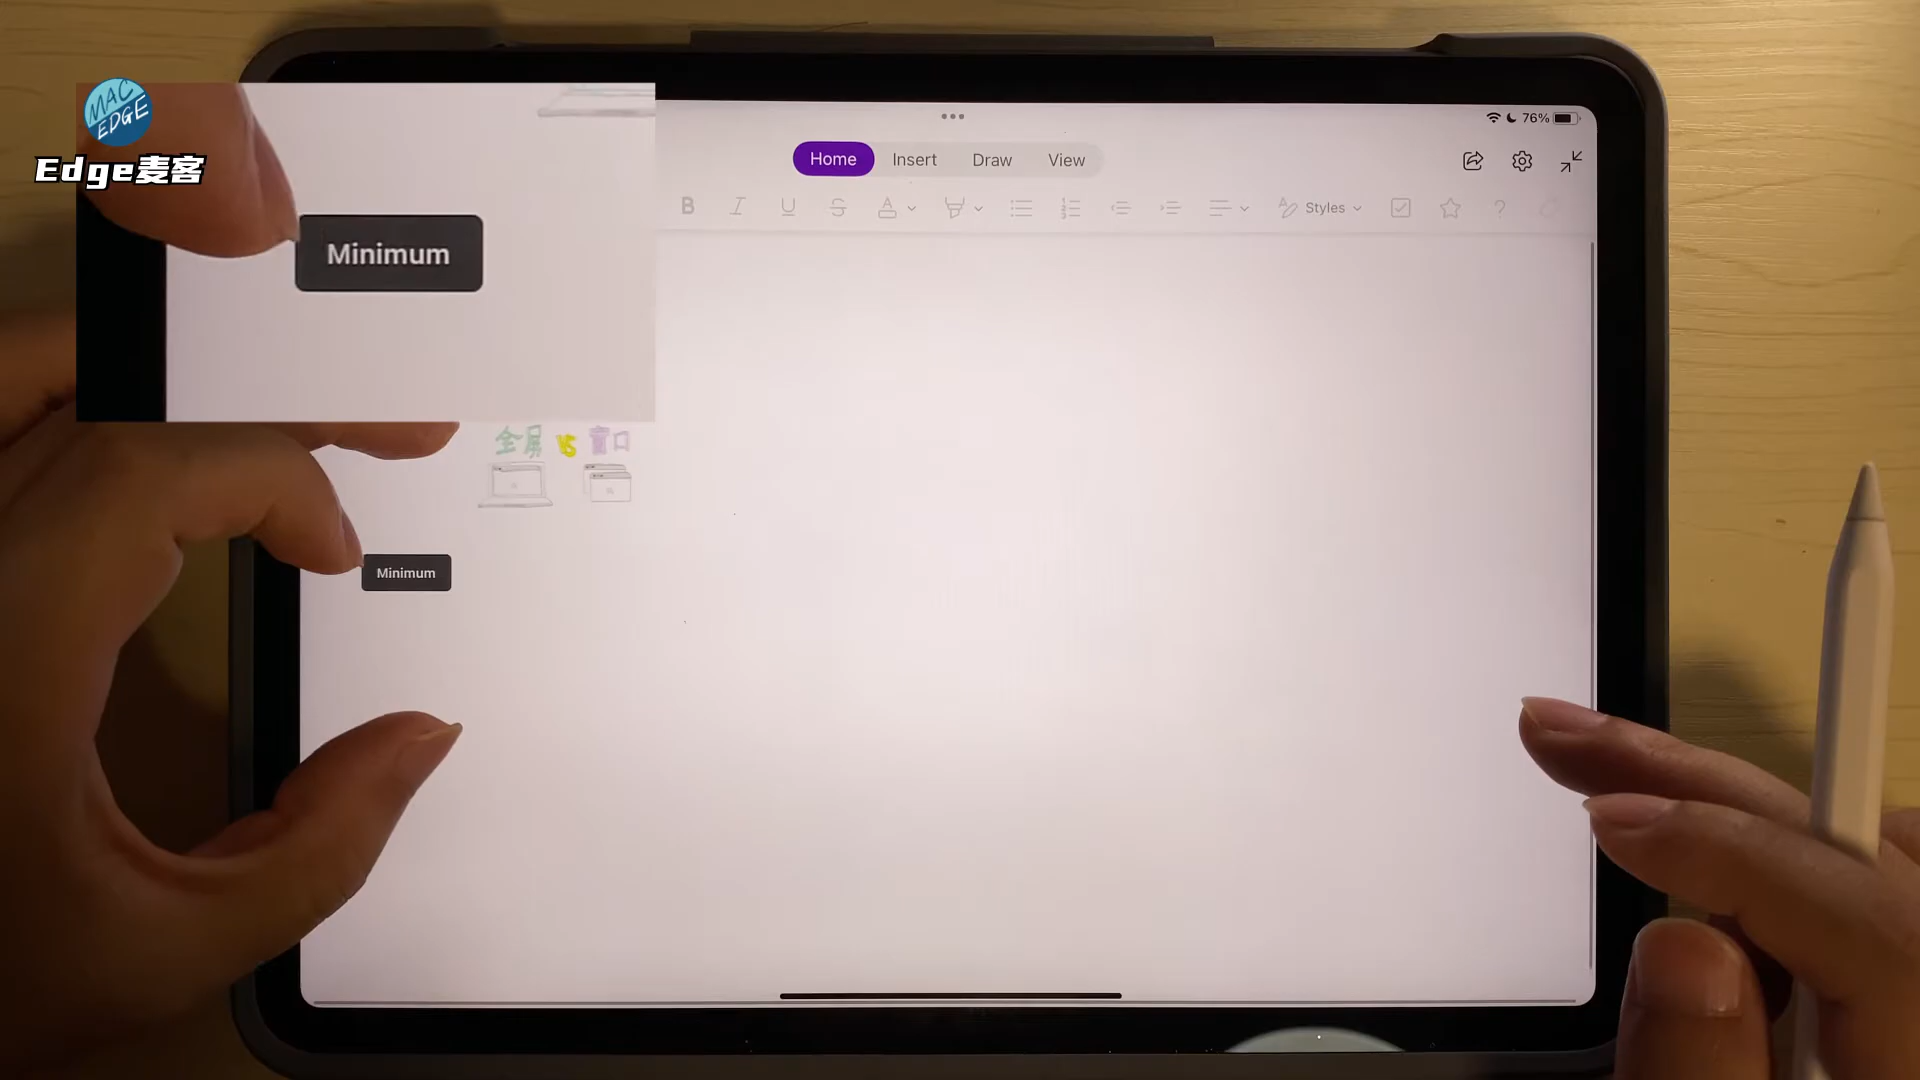 MAC
EDGE
Edge麦客
Minimum
76%
Home Insert Draw View
B I U S A Styles ?
全屏 VS 窗口
Minimum